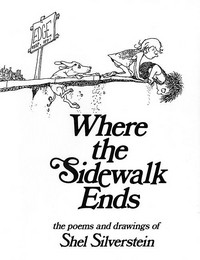 EDGE
Where
the
Sidewalk
Ends
the poems and drawings of
Shel Silverstein